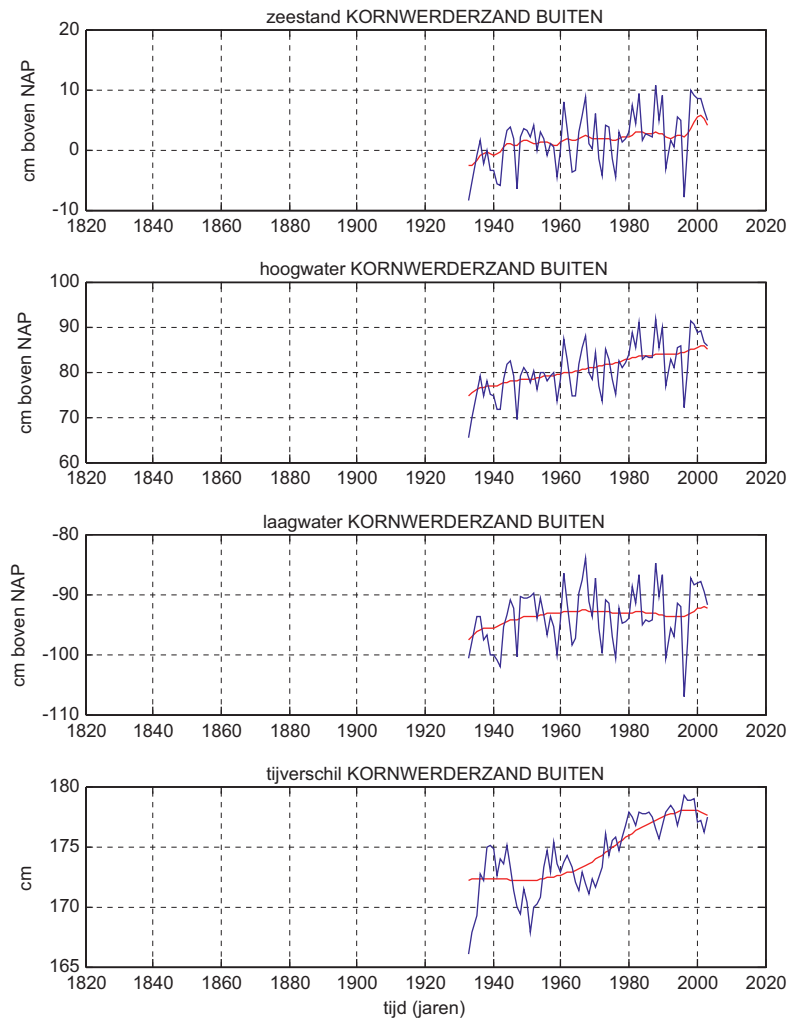 zeestand KORNWERDERZAND BUITEN
20
10
0
-10
cm boven NAP
1820 1840 1860 1880 1900 1920 1940 1960 1980 2000 2020
hoogwater KORNWERDERZAND BUITEN
100
90
80
70
60
cm boven NAP
1820 1840 1860 1880 1900 1920 1940 1960 1980 2000 2020
laagwater KORNWERDERZAND BUITEN
-80
-90
-100
-110
cm boven NAP
1820 1840 1860 1880 1900 1920 1940 1960 1980 2000 2020
tijverschil KORNWERDERZAND BUITEN
180
175
170
165
cm
1820 1840 1860 1880 1900 1920 1940 1960 1980 2000 2020
tijd (jaren)